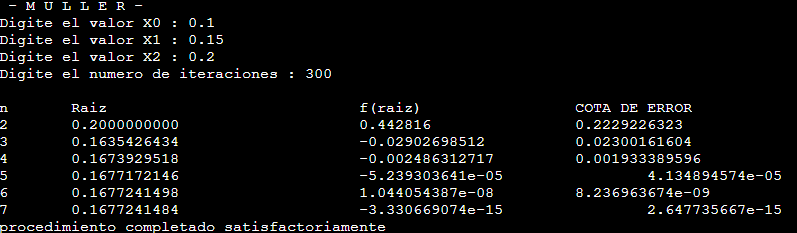 - M U L L E R -
Digite el valor X0 : 0.1
Digite el valor X1 : 0.15
Digite el valor X2 : 0.2
Digite el numero de iteraciones : 300
n Raiz f(raiz) COTA DE ERROR
2 0.2000000000 0.442816 0.2229226323
3 0.1635426434 -0.02902698512 0.02300161604
4 0.1673929518 -0.002486312717 0.001933389596
5 0.1677172146 -5.239303641e-05 4.134894574e-05
6 0.1677241498 1.044054387e-08 8.236963674e-09
7 0.1677241484 -3.330669074e-15 2.647735667e-15
procedimiento completado satisfactoriamente